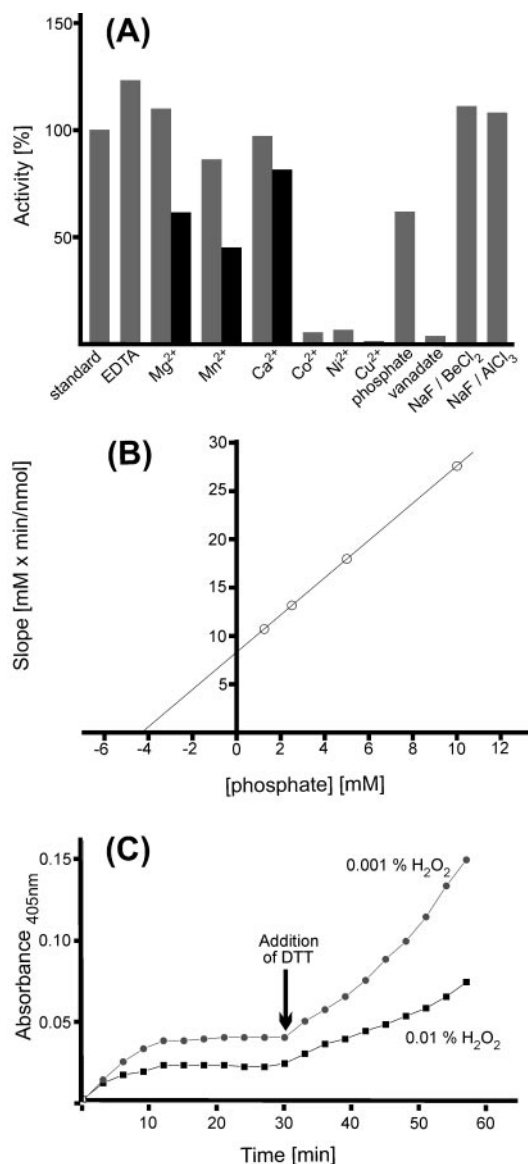 (A)
Activity [%]
150
100
50
standard
EDTA
Mg²⁺
Mn²⁺
Ca²⁺
Co²⁺
Ni²⁺
Cu²⁺
phosphate
vanadate
NaF / BeCl₂
NaF / AlCl₃
(B)
Slope [mM x min/nmol]
30
25
20
15
10
5
-6 -4 -2 0 2 4 6 8 10 12
[phosphate] [mM]
(C)
Absorbance 405nm
0.15
0.10
0.05
0.001 % H₂O₂
Addition
of DTT
0.01 % H₂O₂
0 10 20 30 40 50 60
Time [min]